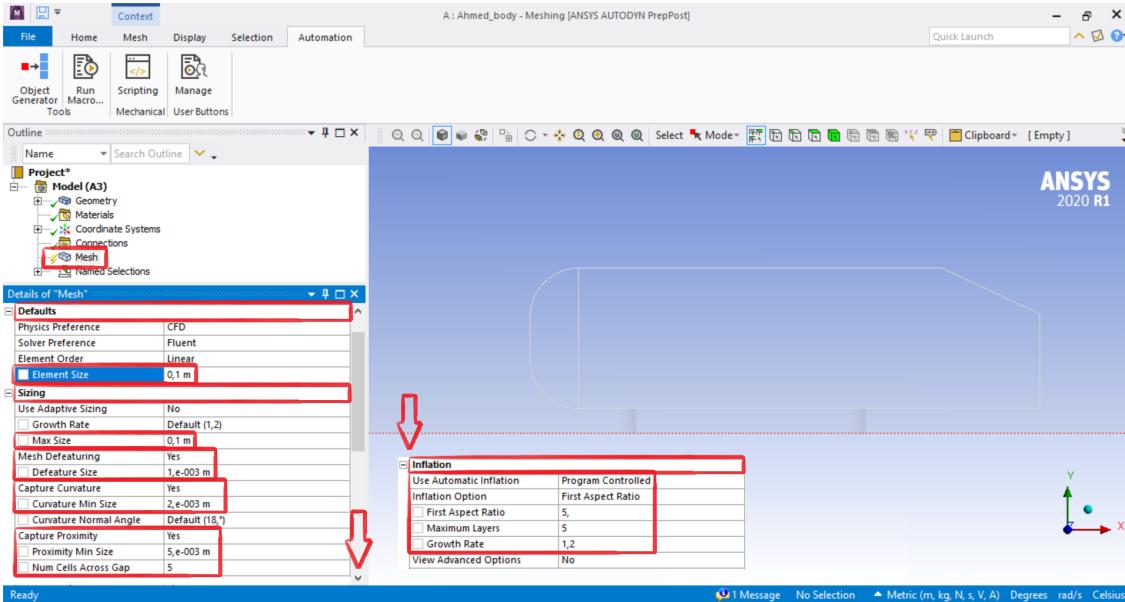 M
Context
A : Ahmed_body - Meshing [ANSYS AUTODYN PrepPost]
File Home Mesh Display Selection Automation
Quick Launch
Object Generator
Run Macro...
Scripting
Manage
Tools Mechanical User Buttons
Outline
Name Search Outline
Select Mode Clipboard [ Empty ]
Project*
Model (A3)
Geometry
Materials
Coordinate Systems
Connections
Mesh
Named Selections
ANSYS
2020 R1
Details of "Mesh"
Defaults
Physics Preference CFD
Solver Preference Fluent
Element Order Linear
Element Size 0,1 m
Sizing
Use Adaptive Sizing No
Growth Rate Default (1,2)
Max Size 0,1 m
Mesh Defeaturing Yes
Defeature Size 1,e-003 m
Capture Curvature Yes
Curvature Min Size 2,e-003 m
Curvature Normal Angle Default (18,°)
Capture Proximity Yes
Proximity Min Size 5,e-003 m
Num Cells Across Gap 5
Inflation
Use Automatic Inflation Program Controlled
Inflation Option First Aspect Ratio
First Aspect Ratio 5,
Maximum Layers 5
Growth Rate 1,2
View Advanced Options No
Y
Z
X
Ready 1 Message No Selection Metric (m, kg, N, s, V, A) Degrees rad/s Celsius